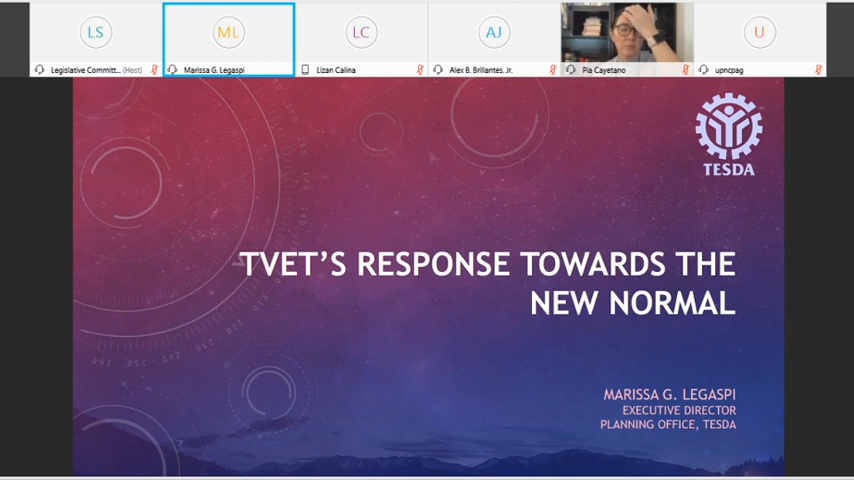 LS
ML
LC
AJ
U
Legislative Committ... (Host)
Marissa G. Legaspi
Lizan Calina
Alex B. Brillantes, Jr.
Pia Cayetano
upncpag
TESDA
TVET'S RESPONSE TOWARDS THE
NEW NORMAL
MARISSA G. LEGASPI
EXECUTIVE DIRECTOR
PLANNING OFFICE, TESDA